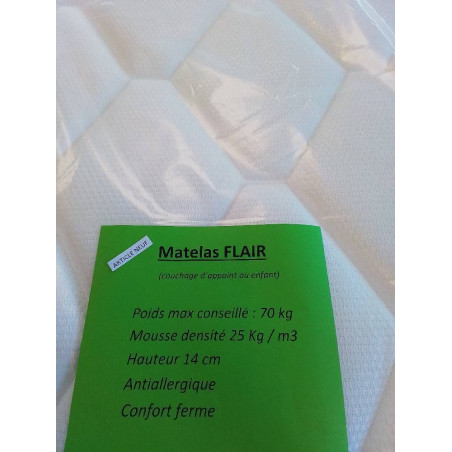 ARTICLE NEUF
Matelas FLAIR
(couchage d'appoint ou enfant)
Poids max conseillé : 70 kg
Mousse densité 25 Kg / m3
Hauteur 14 cm
Antiallergique
Confort ferme